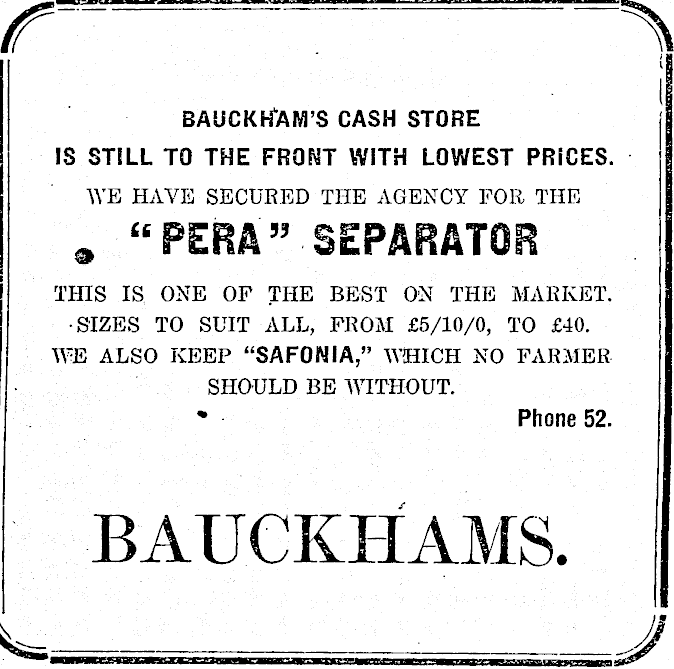 BAUCKHAM'S CASH STORE
IS STILL TO THE FRONT WITH LOWEST PRICES.
WE HAVE SECURED THE AGENCY FOR THE
“PERA” SEPARATOR
THIS IS ONE OF THE BEST ON THE MARKET.
SIZES TO SUIT ALL, FROM £5/10/0, TO £40.
WE ALSO KEEP “SAFONIA,” WHICH NO FARMER
SHOULD BE WITHOUT.
Phone 52.
BAUCKHAMS.